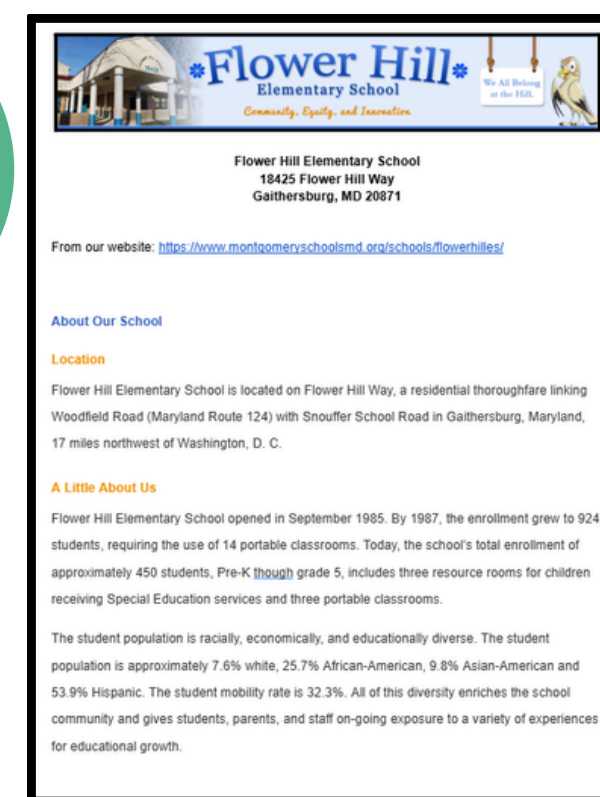 *Flower Hill*
Elementary School
Community, Equity, and Innovation
We All Belong
at the Hill.
Flower Hill Elementary School
18425 Flower Hill Way
Gaithersburg, MD 20871
From our website: https://www.montgomeryschoolsmd.org/schools/flowerhilles/
About Our School
Location
Flower Hill Elementary School is located on Flower Hill Way, a residential thoroughfare linking
Woodfield Road (Maryland Route 124) with Snouffer School Road in Gaithersburg, Maryland,
17 miles northwest of Washington, D. C.
A Little About Us
Flower Hill Elementary School opened in September 1985. By 1987, the enrollment grew to 924
students, requiring the use of 14 portable classrooms. Today, the school's total enrollment of
approximately 450 students, Pre-K though grade 5, includes three resource rooms for children
receiving Special Education services and three portable classrooms.
The student population is racially, economically, and educationally diverse. The student
population is approximately 7.6% white, 25.7% African-American, 9.8% Asian-American and
53.9% Hispanic. The student mobility rate is 32.3%. All of this diversity enriches the school
community and gives students, parents, and staff on-going exposure to a variety of experiences
for educational growth.